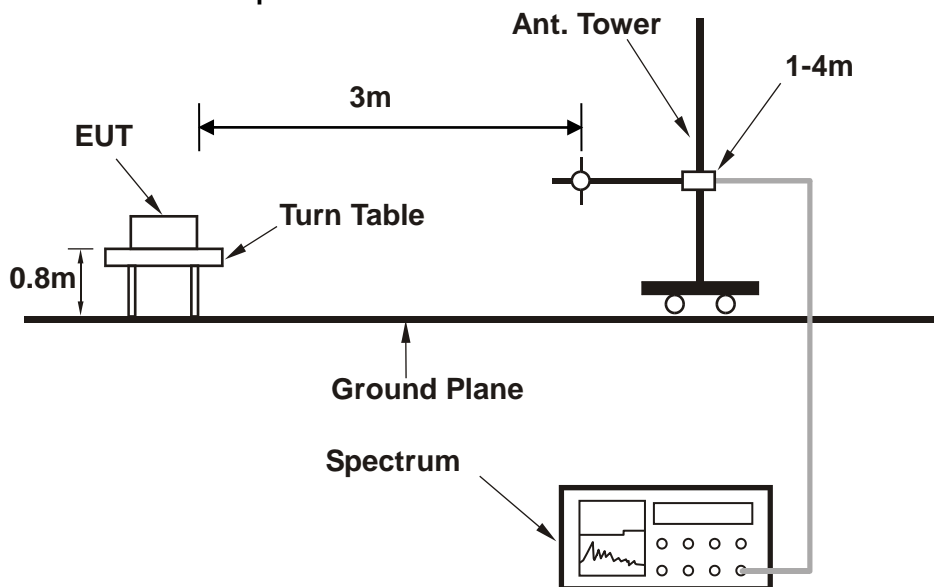 Ant. Tower
1-4m
3m
EUT
Turn Table
0.8m
Ground Plane
Spectrum